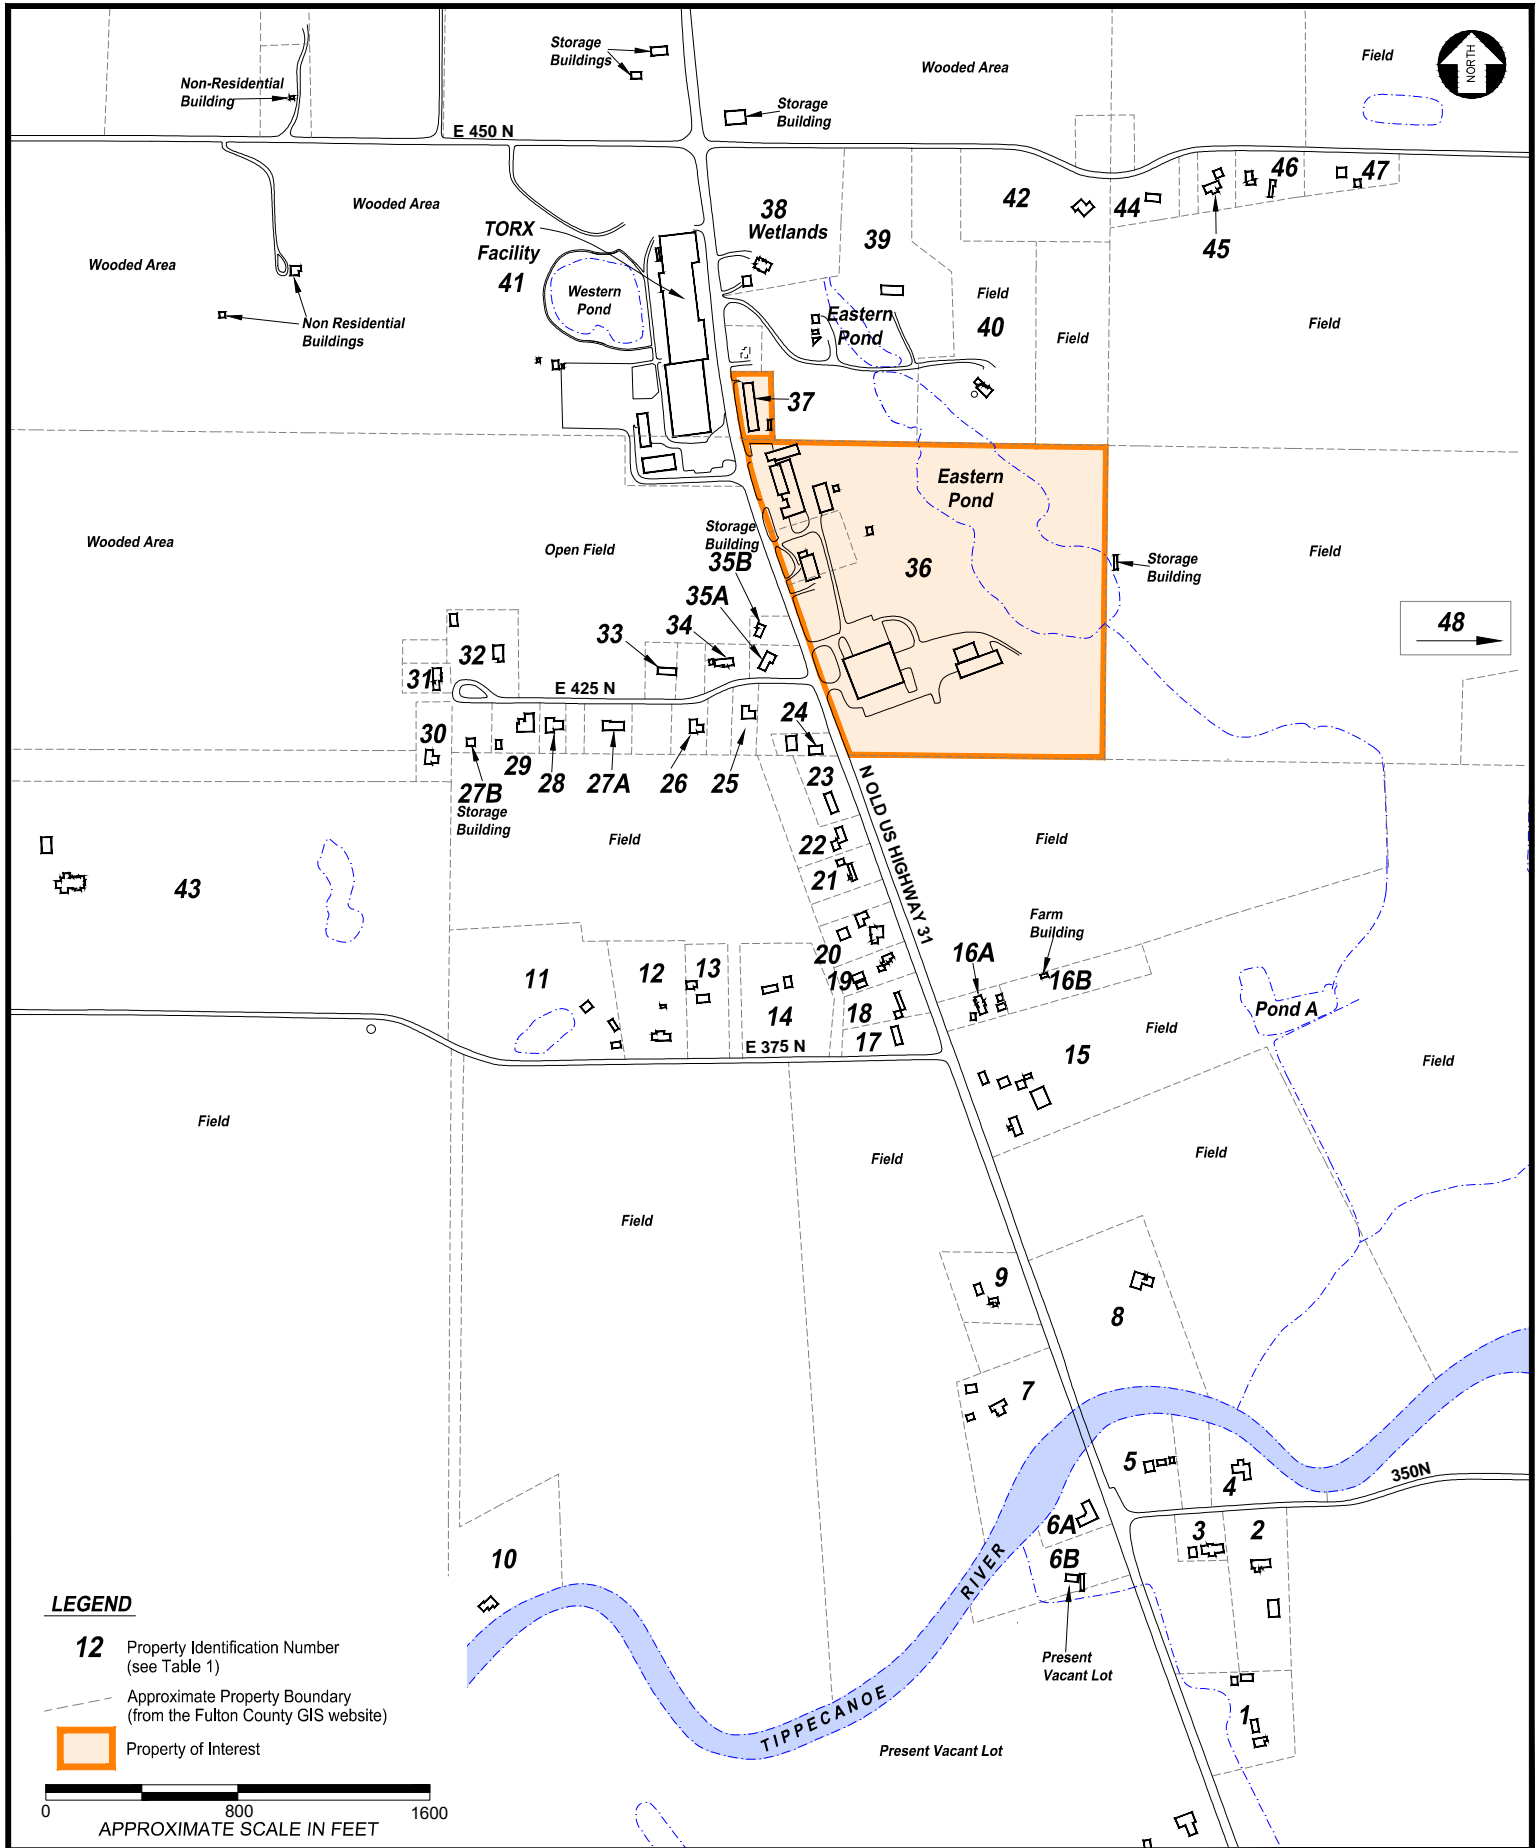 Storage
Buildings
Wooded Area
Field
NORTH
Non-Residential
Building
Storage
Building
E 450 N
46
47
Wooded Area
38
Wetlands
42
44
45
TORX
Facility
41
39
Wooded Area
Western
Pond
Field
40
Eastern
Pond
Field
Field
Non Residential
Buildings
37
Eastern
Pond
Wooded Area
Open Field
Storage
Building
35B
36
Storage
Building
Field
35A
34
33
32
31
48
E 425 N
30
24
29
28
27A
26
25
27B
Storage
Building
23
N OLD US HIGHWAY 31
Field
22
Field
21
43
20
Farm
Building
16A
16B
11
12
13
19
14
18
17
Pond A
E 375 N
Field
15
Field
Field
Field
Field
Field
9
8
7
5
4
350N
6A
3
2
6B
10
RIVER
Present
Vacant Lot
TIPPECANOE
1
Present Vacant Lot
LEGEND
12 Property Identification Number
(see Table 1)
Approximate Property Boundary
(from the Fulton County GIS website)
Property of Interest
0 800 1600
APPROXIMATE SCALE IN FEET